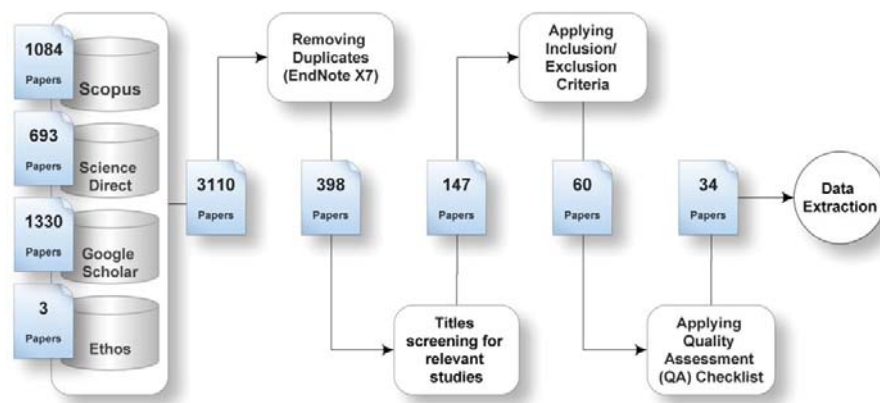 1084
Papers
Scopus
693
Papers
Science
Direct
1330
Papers
Google
Scholar
3
Papers
Ethos
3110
Papers
Removing
Duplicates
(EndNote X7)
398
Papers
Titles
screening for
relevant
studies
147
Papers
Applying
Inclusion/
Exclusion
Criteria
60
Papers
Applying
Quality
Assessment
(QA) Checklist
34
Papers
Data
Extraction